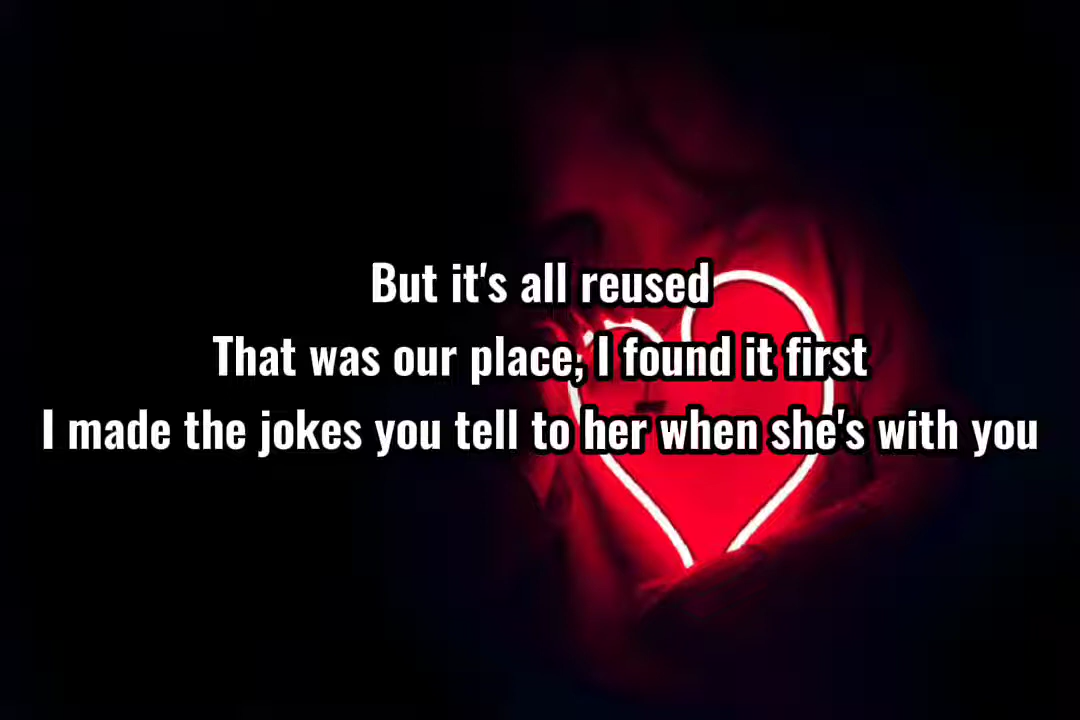 But it's all reused
That was our place, I found it first
I made the jokes you tell to her when she's with you